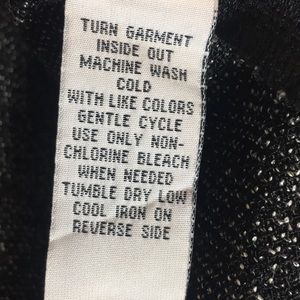 TURN GARMENT
INSIDE OUT
MACHINE WASH
COLD
WITH LIKE COLORS
GENTLE CYCLE
USE ONLY NON-
CHLORINE BLEACH
WHEN NEEDED
TUMBLE DRY LOW
COOL IRON ON
REVERSE SIDE